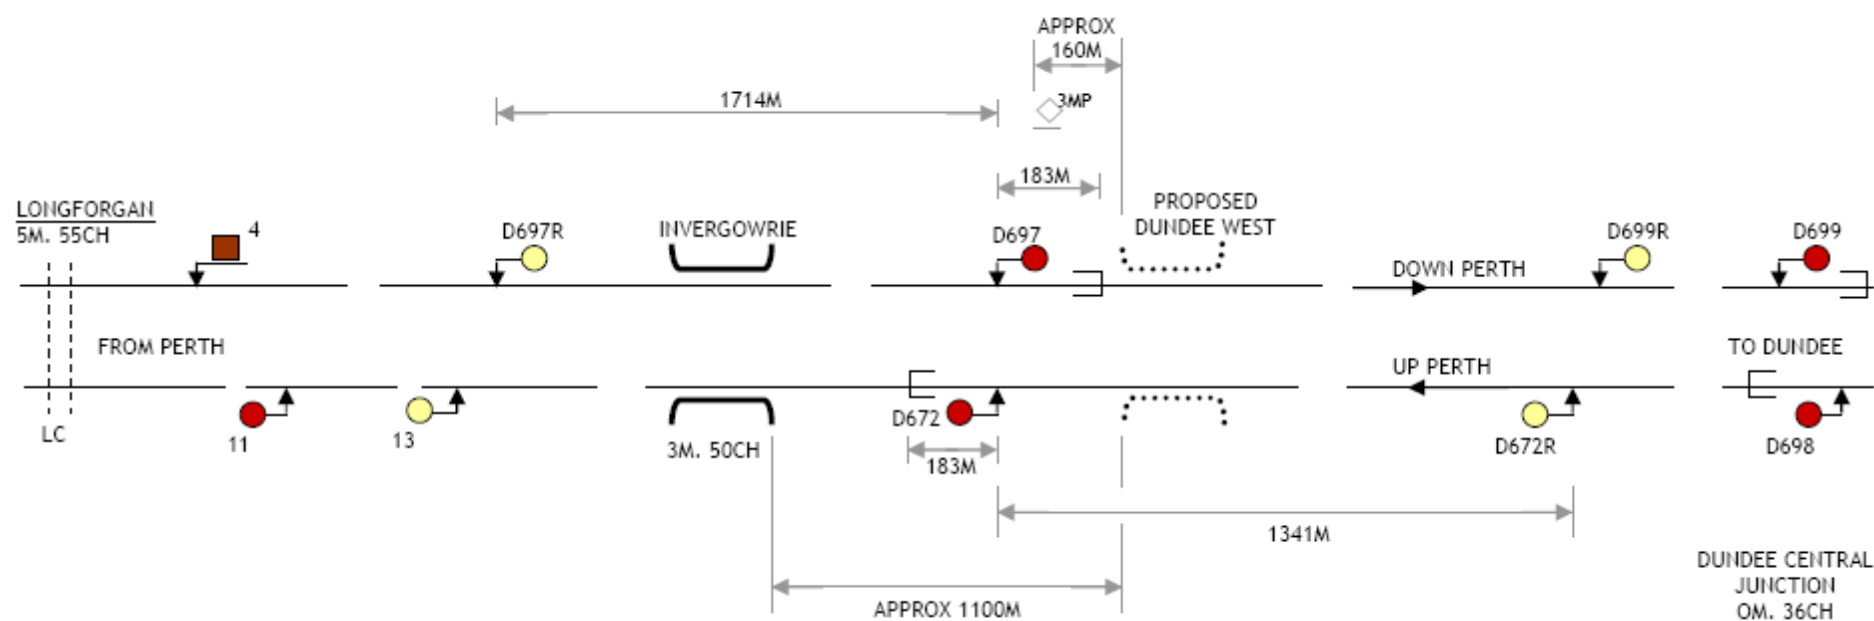 APPROX
160M
1714M
3MP
183M
LONGFORGAN
5M. 55CH
4
D697R
INVERGOWRIE
D697
PROPOSED
DUNDEE WEST
D699R
D699
DOWN PERTH
FROM PERTH
UP PERTH
TO DUNDEE
LC
11
13
3M. 50CH
D672
183M
D672R
D698
1341M
APPROX 1100M
DUNDEE CENTRAL
JUNCTION
OM. 36CH